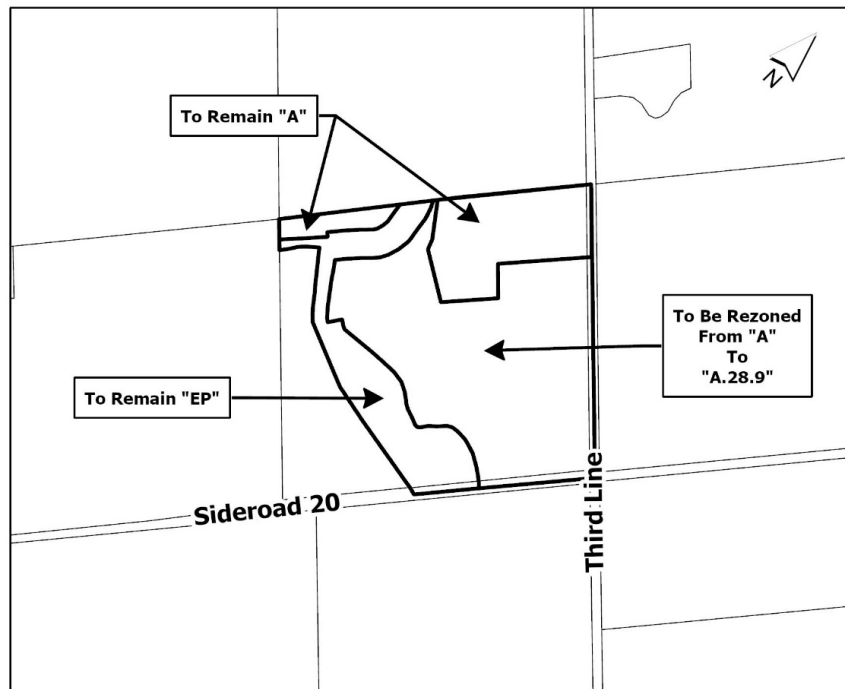 N
To Remain "A"
To Be Rezoned
From "A"
To
"A.28.9"
To Remain "EP"
Sideroad 20
Third Line